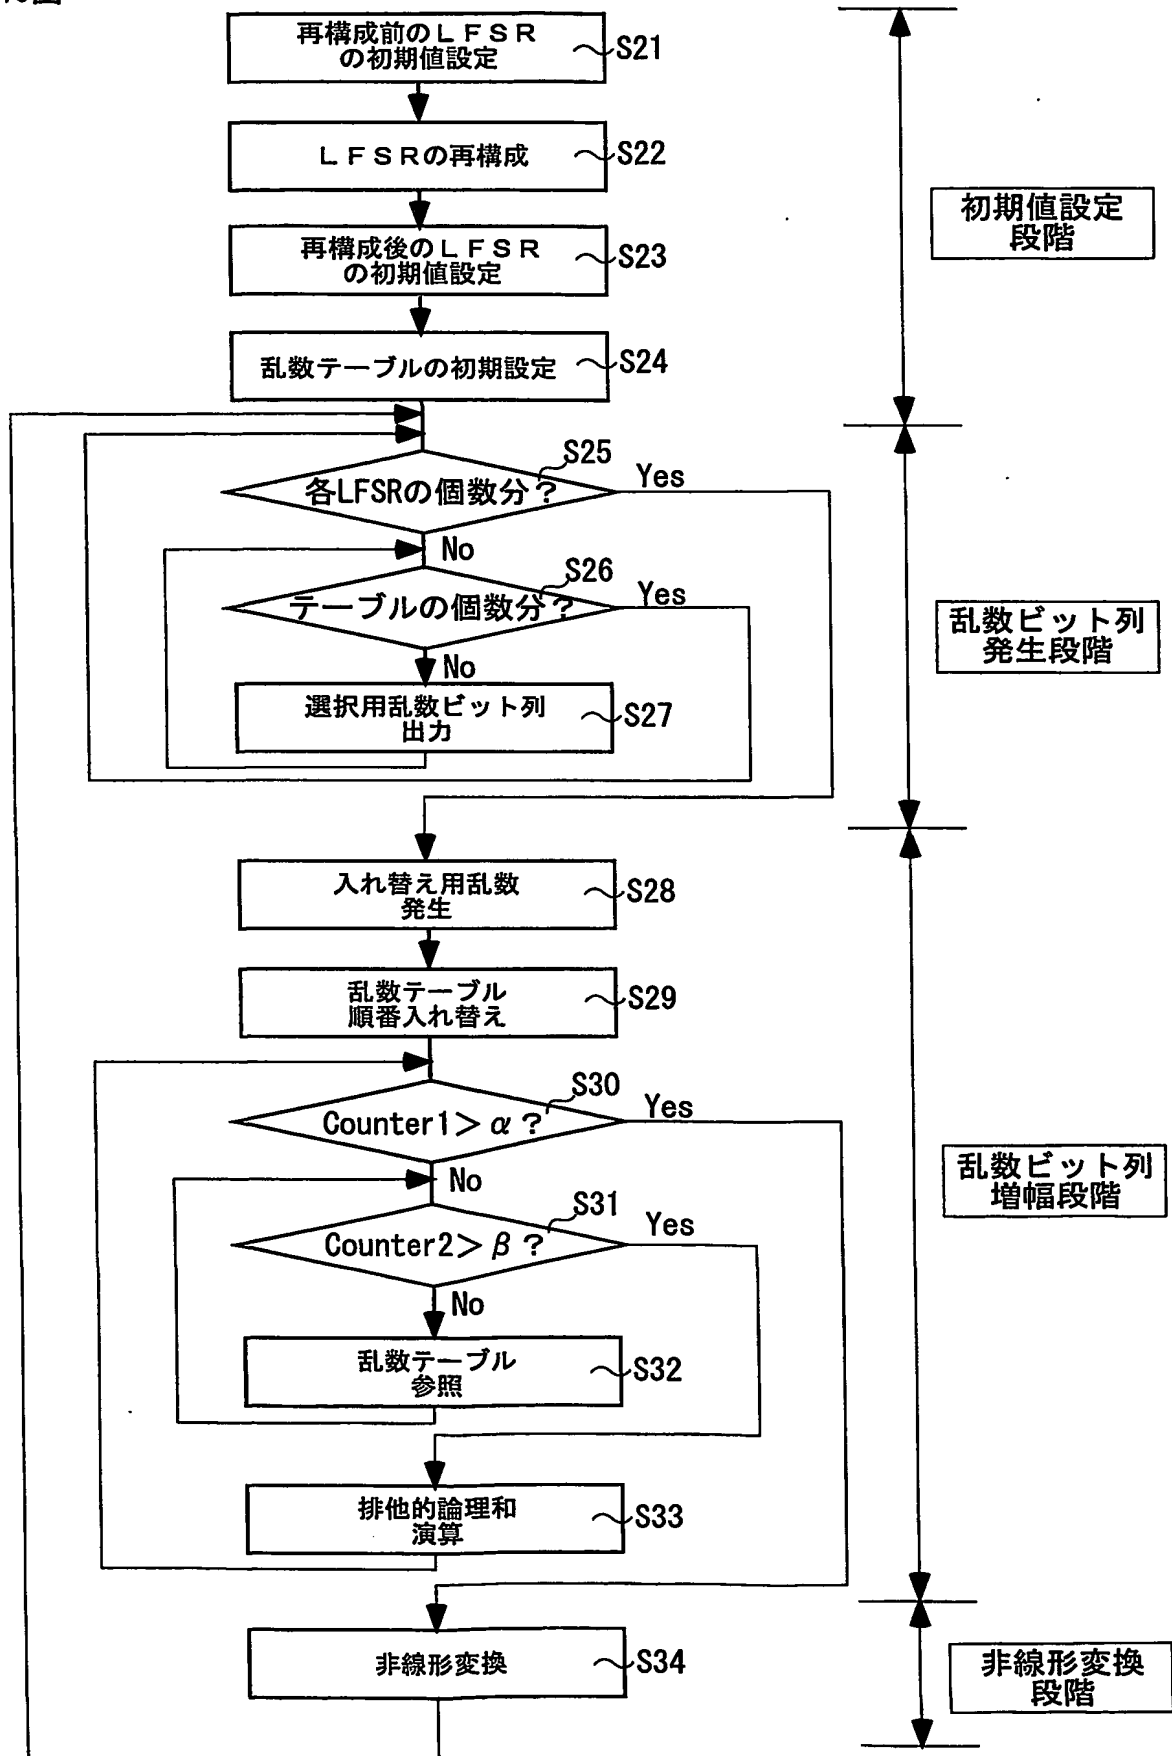 再構成前のＬＦＳＲ
の初期値設定
S21
ＬＦＳＲの再構成
S22
初期値設定
段階
再構成後のＬＦＳＲ
の初期値設定
S23
乱数テーブルの初期設定
S24
S25
各LFSRの個数分？
Yes
No
S26
テーブルの個数分？
Yes
乱数ビット列
発生段階
No
選択用乱数ビット列
出力
S27
入れ替え用乱数
発生
S28
乱数テーブル
順番入れ替え
S29
S30
Counter1＞α？
Yes
No
乱数ビット列
増幅段階
S31
Counter2＞β？
Yes
No
乱数テーブル
参照
S32
排他的論理和
演算
S33
非線形変換
S34
非線形変換
段階